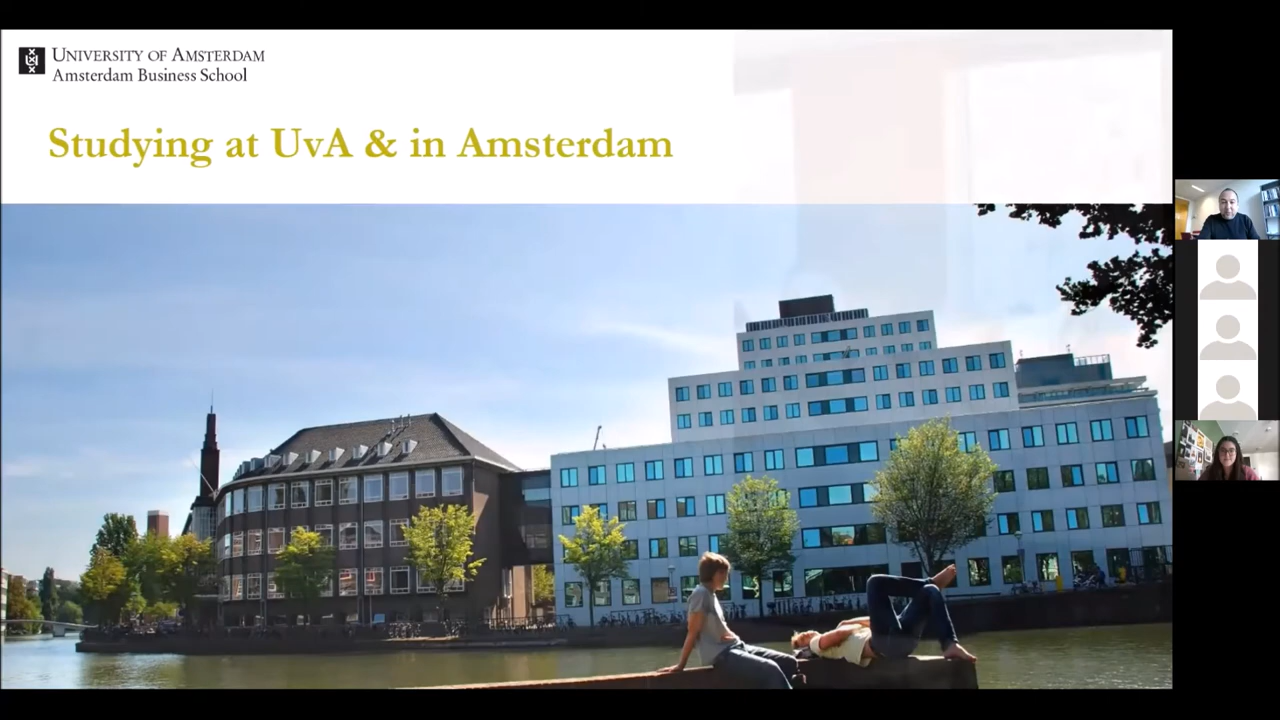 UNIVERSITY OF AMSTERDAM
Amsterdam Business School
Studying at UvA & in Amsterdam